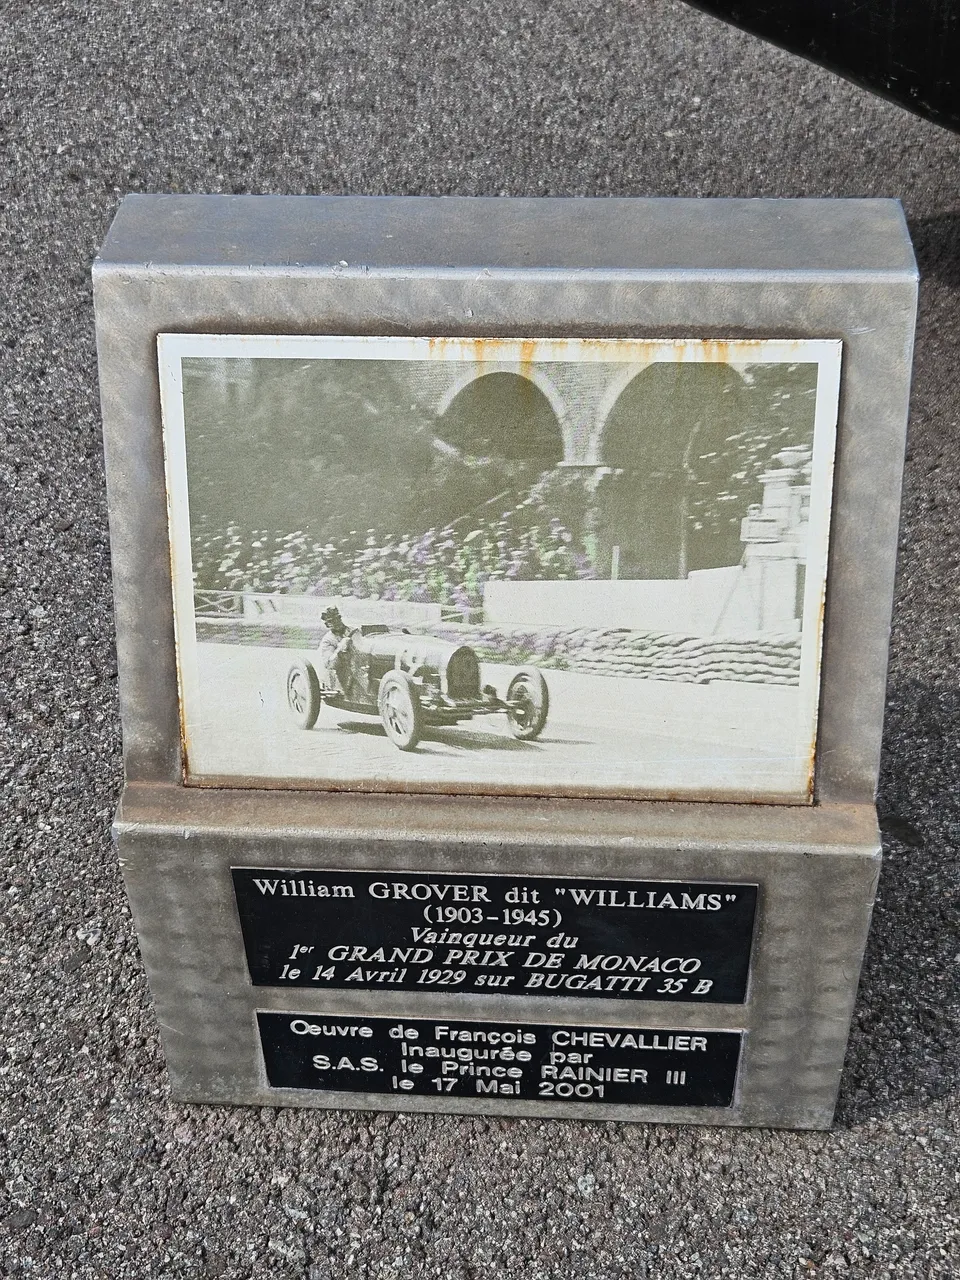 William GROVER dit "WILLIAMS"
(1903-1945)
Vainqueur du
1er GRAND PRIX DE MONACO
le 14 Avril 1929 sur BUGATTI 35 B
Œuvre de François CHEVALLIER
Inaugurée par
S.A.S. le Prince RAINIER III
le 17 Mai 2001